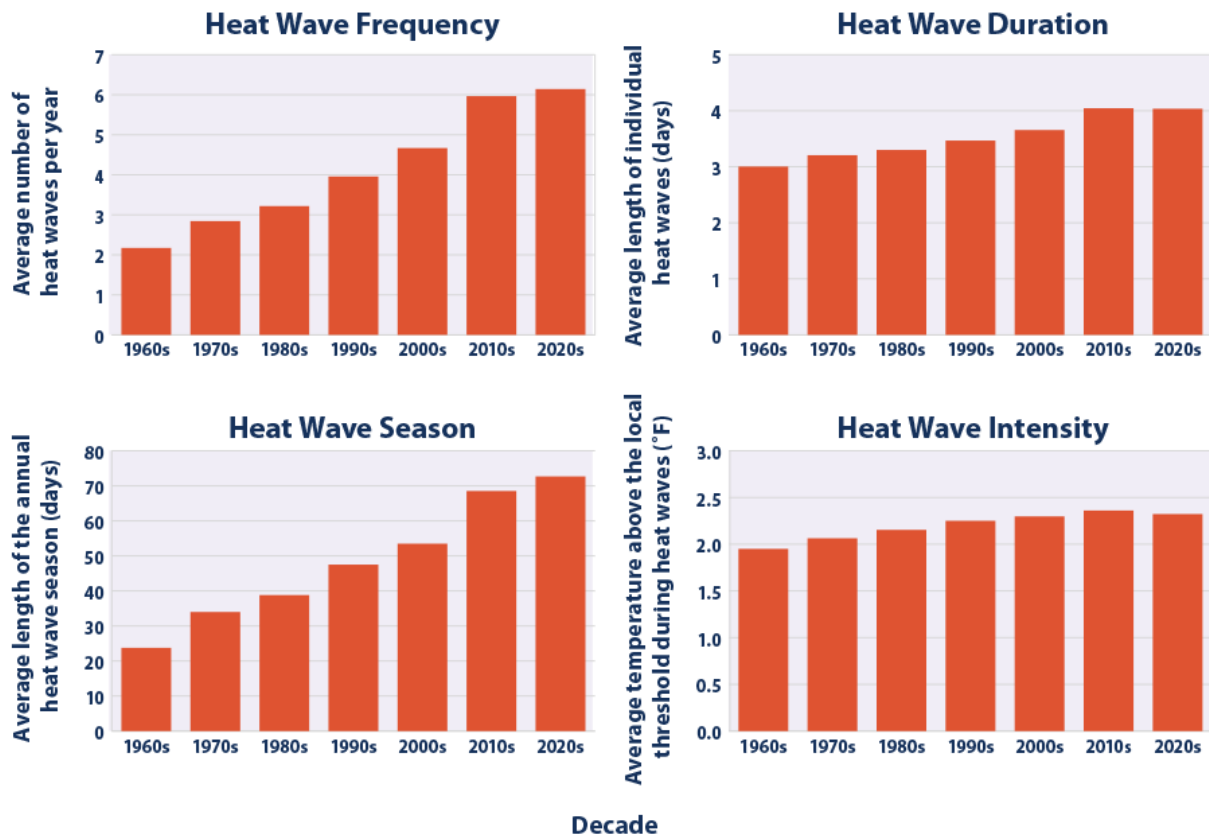 Heat Wave Frequency
Average number of
heat waves per year
7
6
5
4
3
2
1
0
1960s 1970s 1980s 1990s 2000s 2010s 2020s
Heat Wave Duration
Average length of individual
heat waves (days)
5
4
3
2
1
0
1960s 1970s 1980s 1990s 2000s 2010s 2020s
Heat Wave Season
Average length of the annual
heat wave season (days)
80
70
60
50
40
30
20
10
0
1960s 1970s 1980s 1990s 2000s 2010s 2020s
Heat Wave Intensity
Average temperature above the local
threshold during heat waves (˚F)
3.0
2.5
2.0
1.5
1.0
0.5
0.0
1960s 1970s 1980s 1990s 2000s 2010s 2020s
Decade